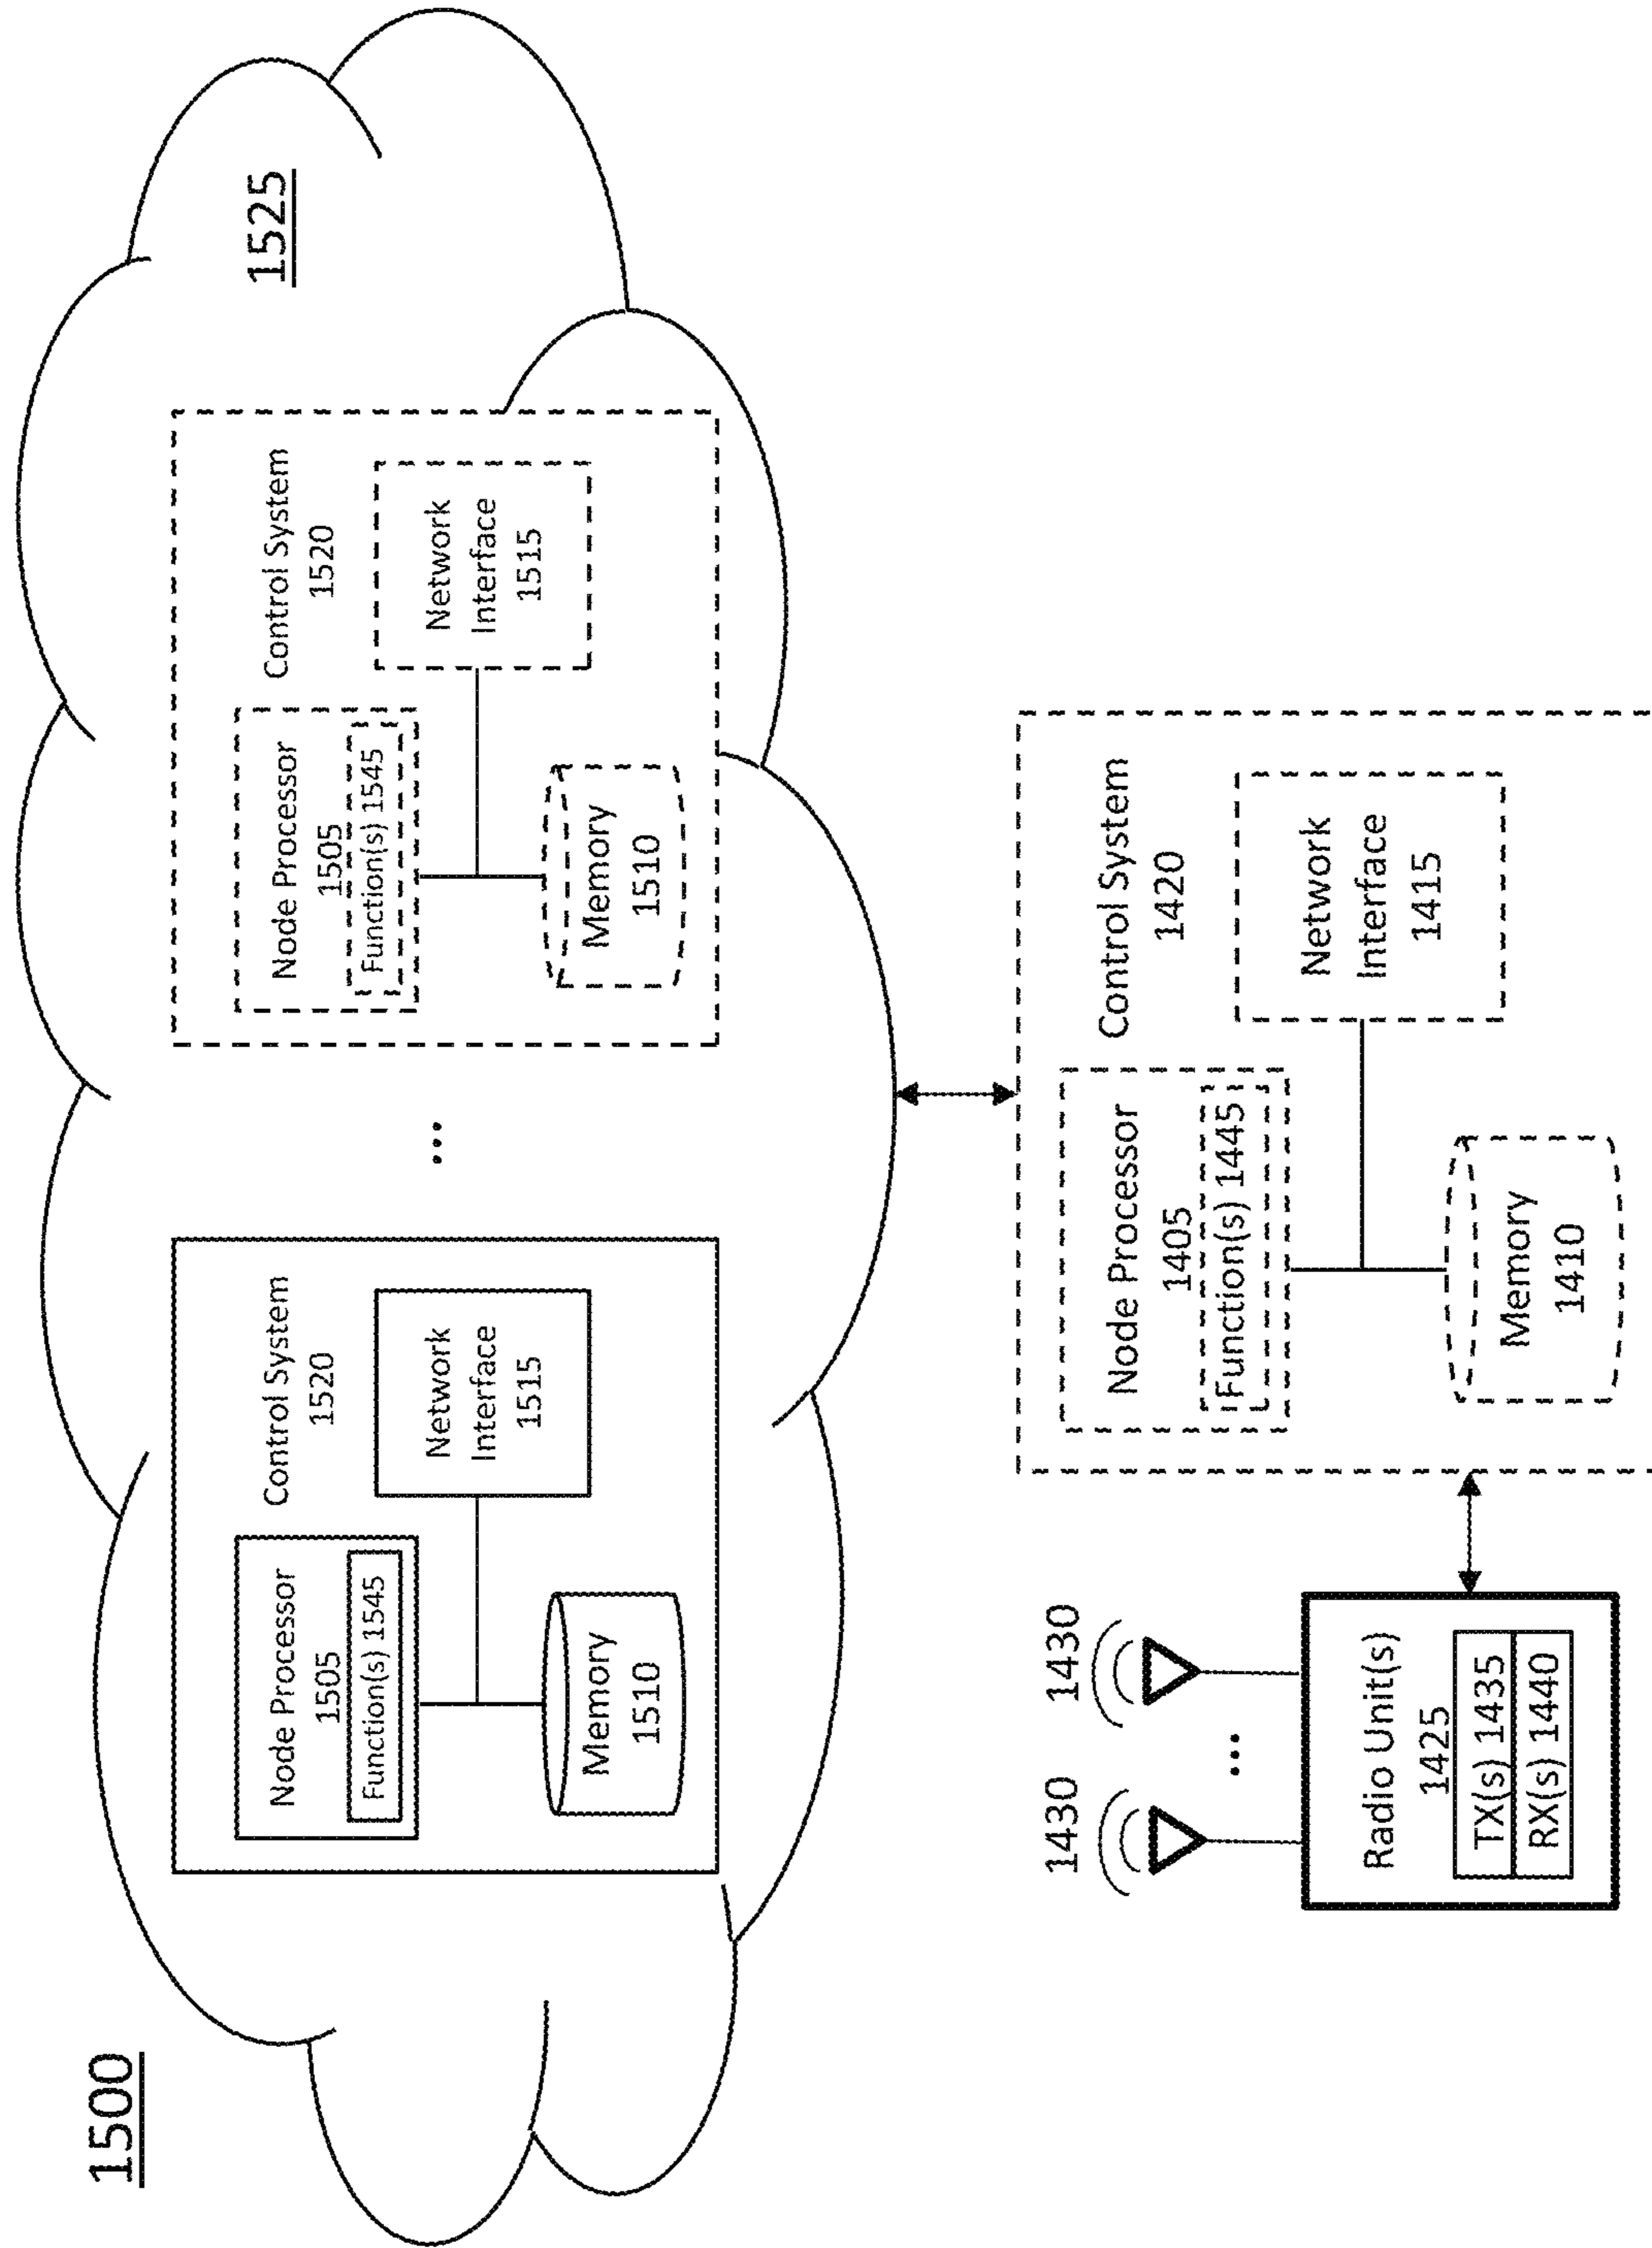 1500
1525
Node Processor
1505
Function(s) 1545
Control System
1520
Network
Interface
1515
Memory
1510
...
Node Processor
1505
Function(s) 1545
Control System
1520
Network
Interface
1515
Memory
1510
1430
...
1430
Radio Unit(s)
1425
TX(s) 1435
RX(s) 1440
Node Processor
1405
Function(s) 1445
Control System
1420
Network
Interface
1415
Memory
1410